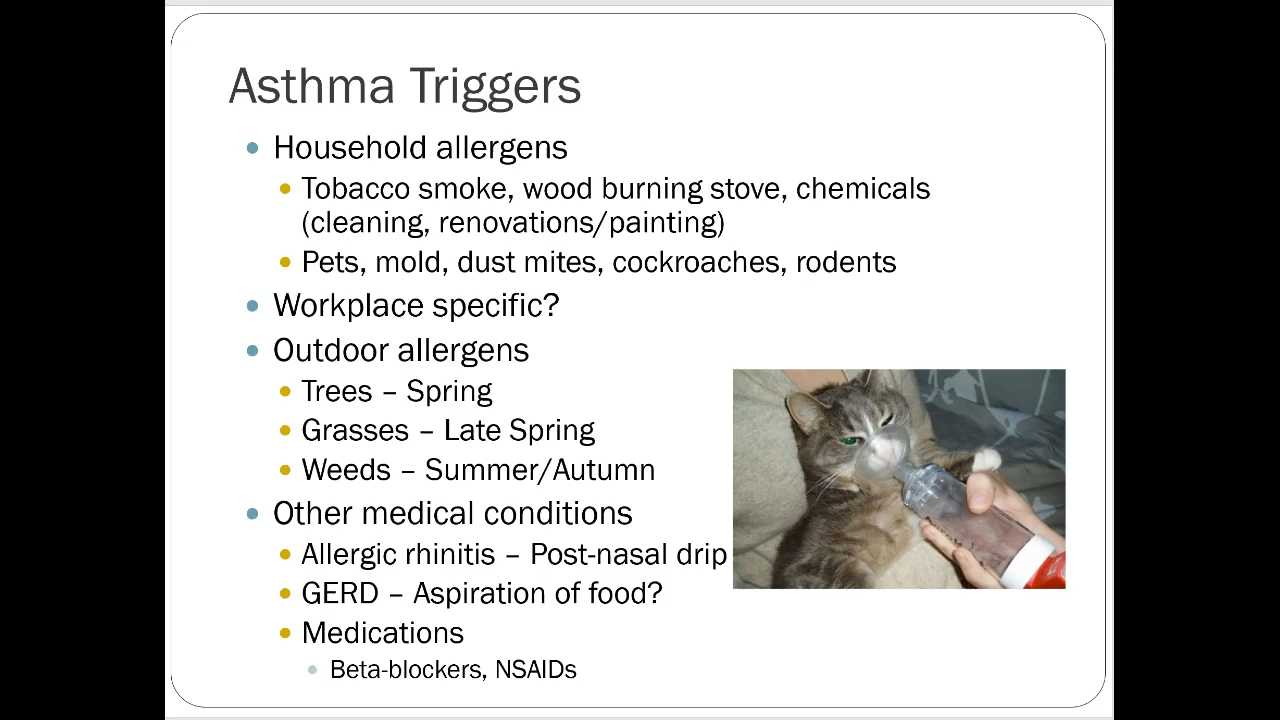 Asthma Triggers
Household allergens
Tobacco smoke, wood burning stove, chemicals
(cleaning, renovations/painting)
Pets, mold, dust mites, cockroaches, rodents
Workplace specific?
Outdoor allergens
Trees – Spring
Grasses – Late Spring
Weeds – Summer/Autumn
Other medical conditions
Allergic rhinitis – Post-nasal drip
GERD – Aspiration of food?
Medications
Beta-blockers, NSAIDs